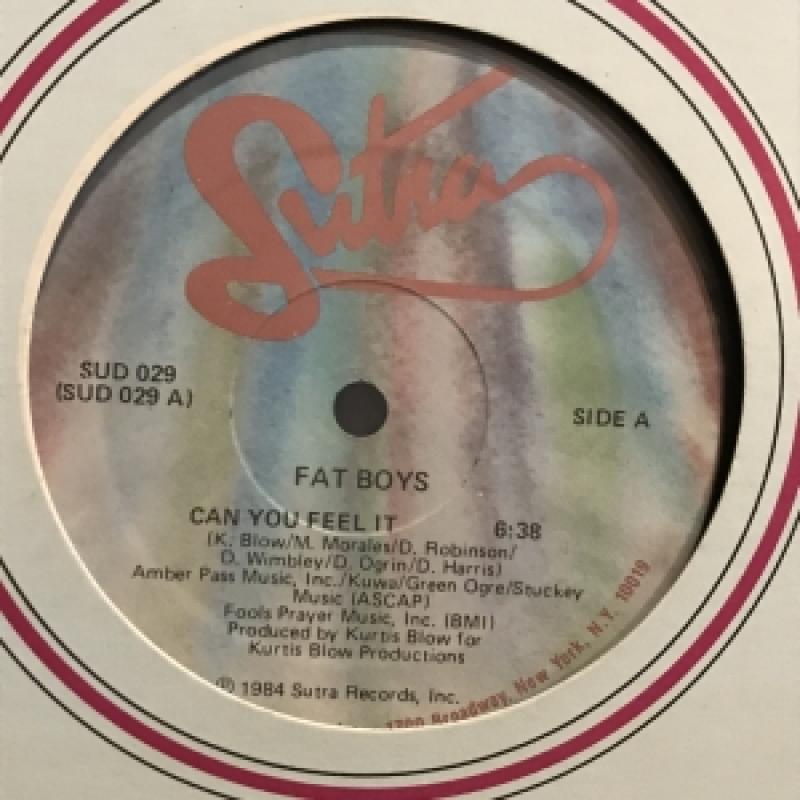 Sutra
SUD 029
(SUD 029 A)
SIDE A
FAT BOYS
CAN YOU FEEL IT 6:38
(K. Blow/M. Morales/D. Robinson/
D. Wimbley/D. Ogrin/D. Harris)
Amber Pass Music, Inc./Kuwa/Green Ogre/Stuckey
Music (ASCAP)
Fools Prayer Music, Inc. (BMI)
Produced by Kurtis Blow for
Kurtis Blow Productions
℗ 1984 Sutra Records, Inc.
1700 Broadway, New York, N.Y. 10019